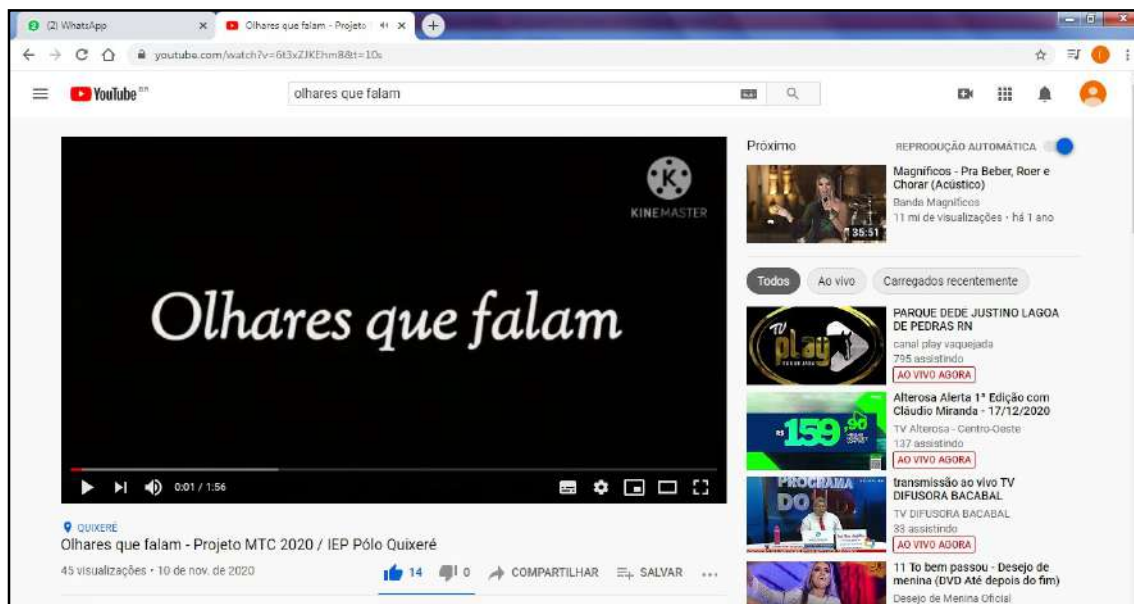 (2) WhatsApp
Olhares que falam - Projeto
youtube.com/watch?v=6t3xZJKEhm8&t=10s
YouTube BR
olhares que falam
KINEMASTER
Olhares que falam
0:01 / 1:56
QUIXERÉ
Olhares que falam - Projeto MTC 2020 / IEP Pólo Quixeré
45 visualizações • 10 de nov. de 2020
14
0
COMPARTILHAR
SALVAR
Próximo
REPRODUÇÃO AUTOMÁTICA
Magníficos - Pra Beber, Roer e
Chorar (Acústico)
Banda Magníficos
11 mi de visualizações • há 1 ano
35:51
Todos
Ao vivo
Carregados recentemente
TV
play
PARQUE DEDE JUSTINO LAGOA
DE PEDRAS RN
canal play vaquejada
795 assistindo
AO VIVO AGORA
R$ 159,90
Alterosa Alerta 1ª Edição com
Cláudio Miranda - 17/12/2020
TV Alterosa - Centro-Oeste
137 assistindo
AO VIVO AGORA
PROGRAMA
transmissão ao vivo TV
DIFUSORA BACABAL
TV DIFUSORA BACABAL
33 assistindo
AO VIVO AGORA
11 To bem passou - Desejo de
menina (DVD Até depois do fim)
Desejo de Menina Oficial